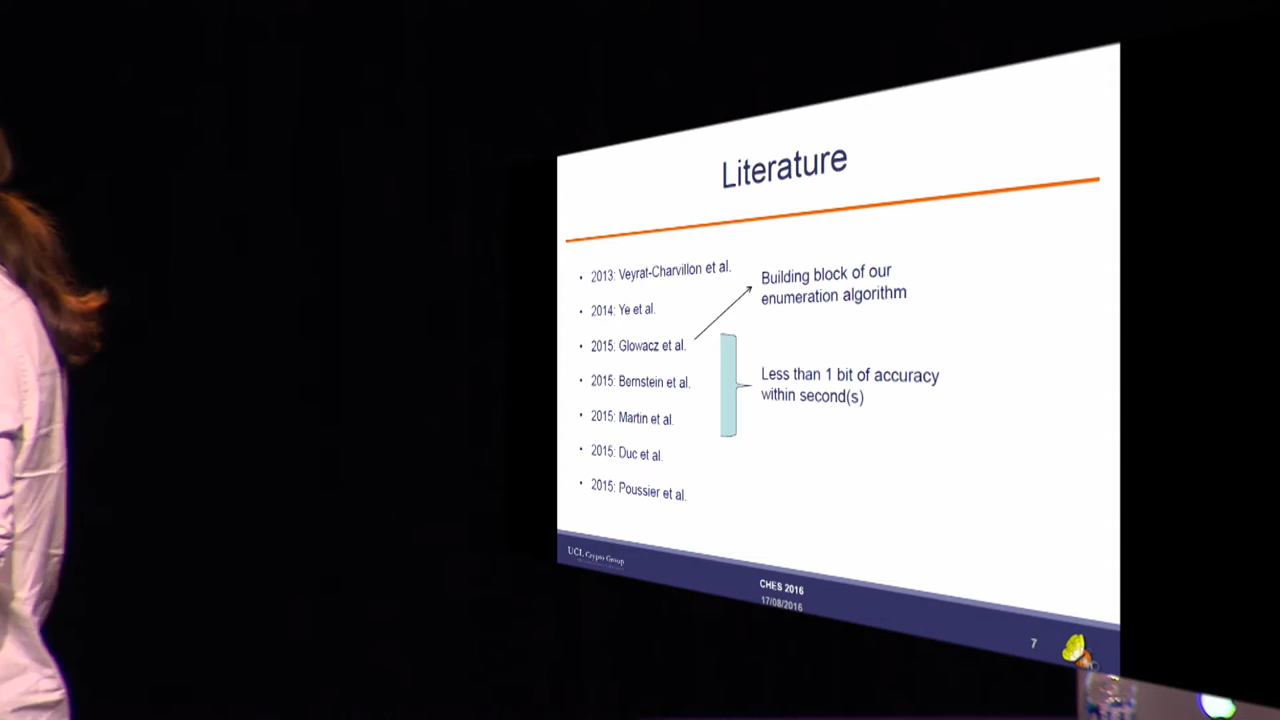 Literature
• 2013: Veyrat-Charvillon et al.
• 2014: Ye et al.
• 2015: Glowacz et al.
• 2015: Bernstein et al.
• 2015: Martin et al.
• 2015: Duc et al.
• 2015: Poussier et al.
Building block of our
enumeration algorithm
Less than 1 bit of accuracy
within second(s)
UCL Crypto Group
CHES 2016
17/08/2016
7